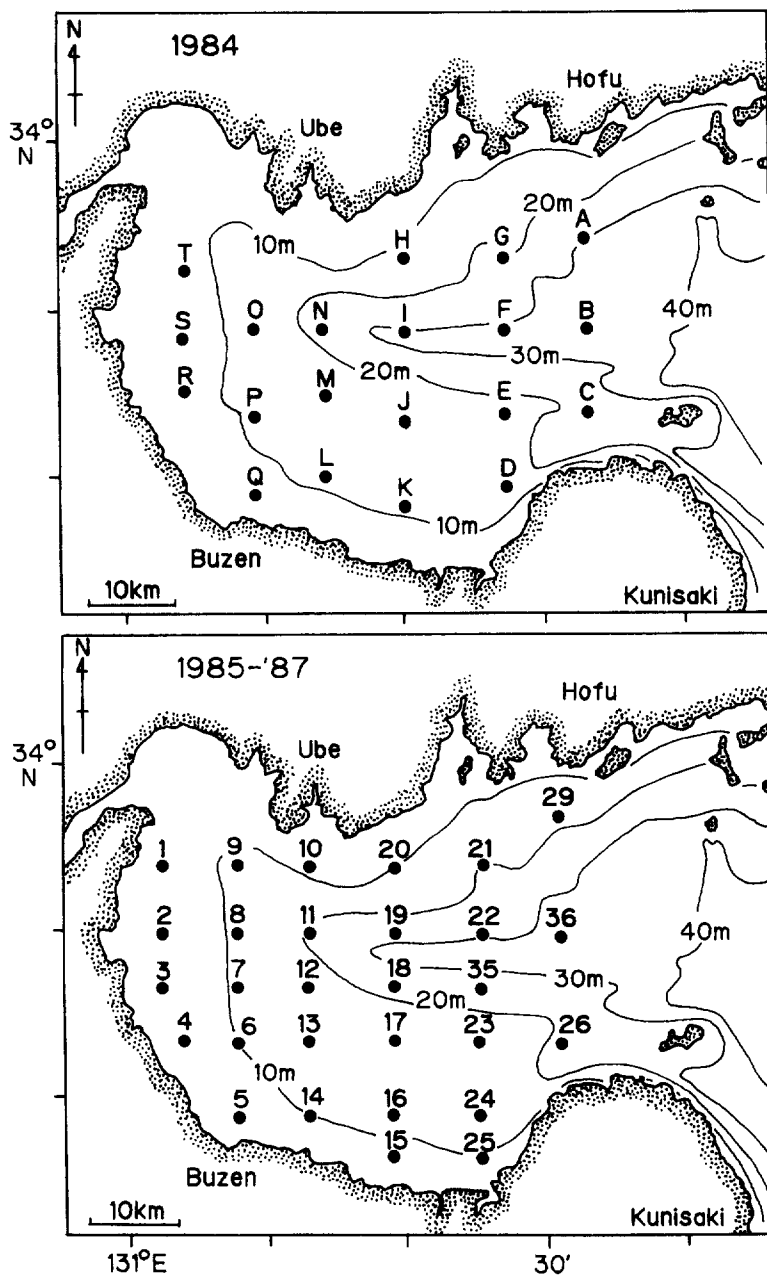 N
1984
Hofu
Ube
34°
N
20m
A
H
G
10m
T
40m
O
N
I
F
B
S
30m
20m
R
P
M
J
E
C
Q
L
K
D
10m
Buzen
10km
Kunisaki
N
1985-'87
Hofu
Ube
34°
N
29
1
9
10
20
21
2
8
11
19
22
36
40m
3
7
12
18
35
30m
20m
4
6
13
17
23
26
10m
5
14
16
24
15
25
Buzen
10km
Kunisaki
131°E
30'